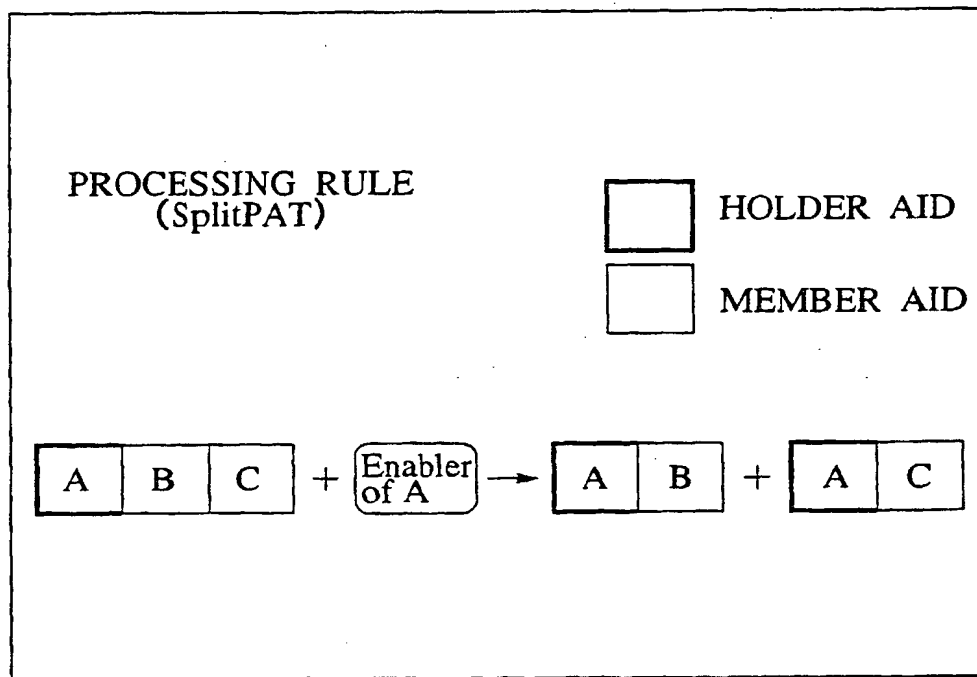 PROCESSING RULE
(SplitPAT)
HOLDER AID
MEMBER AID
A B C + Enabler of A → A B + A C